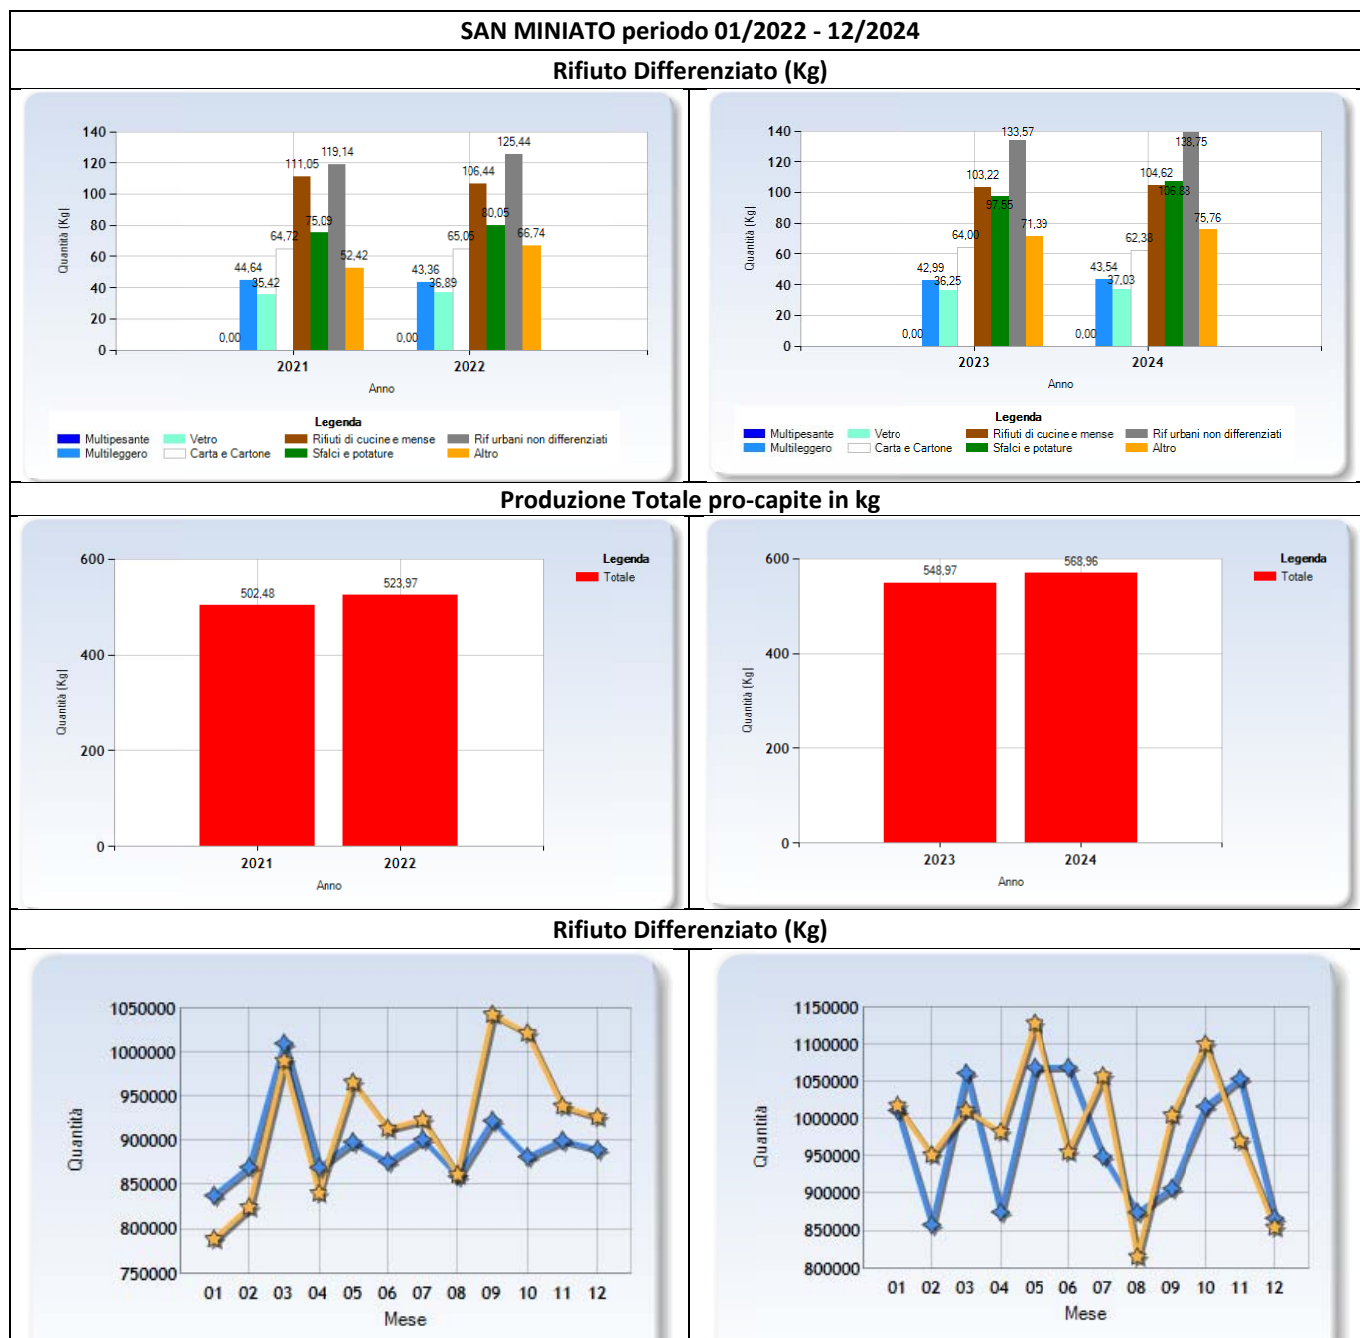 SAN MINIATO periodo 01/2022 - 12/2024
Rifiuto Differenziato (Kg)
140
120
100
80
60
40
20
0
Quantità (Kg)
0,00
44,64
35,42
64,72
111,05
75,09
119,14
52,42
0,00
43,36
36,89
65,05
106,44
80,05
125,44
66,74
2021
2022
Anno
Legenda
Multipesante
Vetro
Rifiuti di cucine e mense
Rif urbani non differenziati
Multileggero
Carta e Cartone
Sfalci e potature
Altro
140
120
100
80
60
40
20
0
Quantità (Kg)
0,00
42,99
36,25
64,00
103,22
97,55
133,57
71,39
0,00
43,54
37,03
62,38
104,62
106,88
138,75
75,76
2023
2024
Anno
Legenda
Multipesante
Vetro
Rifiuti di cucine e mense
Rif urbani non differenziati
Multileggero
Carta e Cartone
Sfalci e potature
Altro
Produzione Totale pro-capite in kg
600
400
200
0
Quantità (Kg)
502,48
523,97
2021
2022
Anno
Legenda
Totale
600
400
200
0
Quantità (Kg)
548,97
568,96
2023
2024
Anno
Legenda
Totale
Rifiuto Differenziato (Kg)
1050000
1000000
950000
900000
850000
800000
750000
Quantità
01 02 03 04 05 06 07 08 09 10 11 12
Mese
1150000
1100000
1050000
1000000
950000
900000
850000
800000
Quantità
01 02 03 04 05 06 07 08 09 10 11 12
Mese